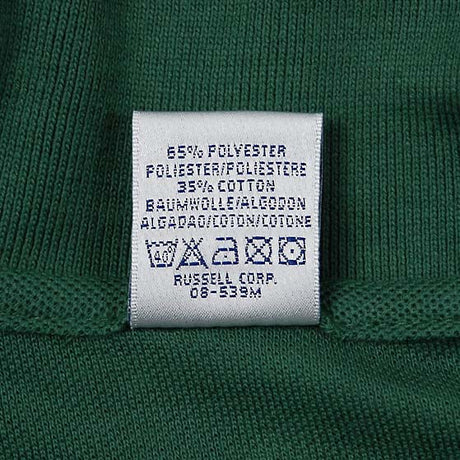 65% POLYESTER
POLIESTER/POLIESTERE
35% COTTON
BAUMWOLLE/ALGODON
ALGADAO/COTON/COTONE
40°
RUSSELL CORP.
08-539M